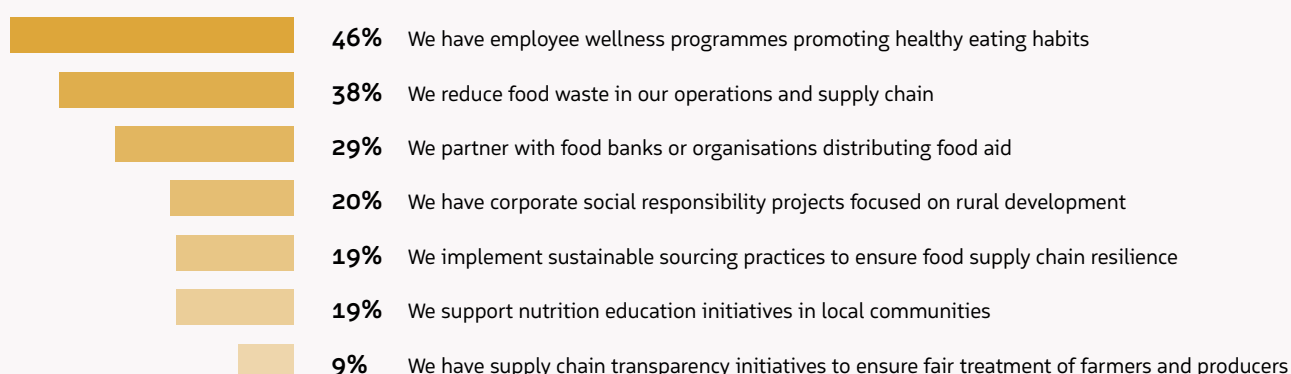 46% We have employee wellness programmes promoting healthy eating habits
38% We reduce food waste in our operations and supply chain
29% We partner with food banks or organisations distributing food aid
20% We have corporate social responsibility projects focused on rural development
19% We implement sustainable sourcing practices to ensure food supply chain resilience
19% We support nutrition education initiatives in local communities
9% We have supply chain transparency initiatives to ensure fair treatment of farmers and producers